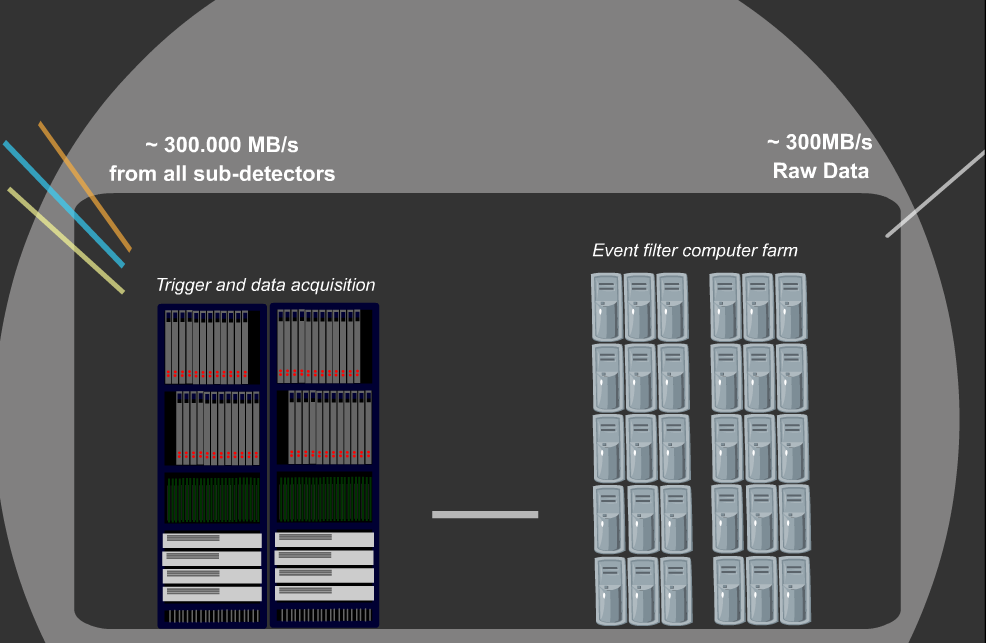 ~ 300.000 MB/s
from all sub-detectors
~ 300MB/s
Raw Data
Event filter computer farm
Trigger and data acquisition